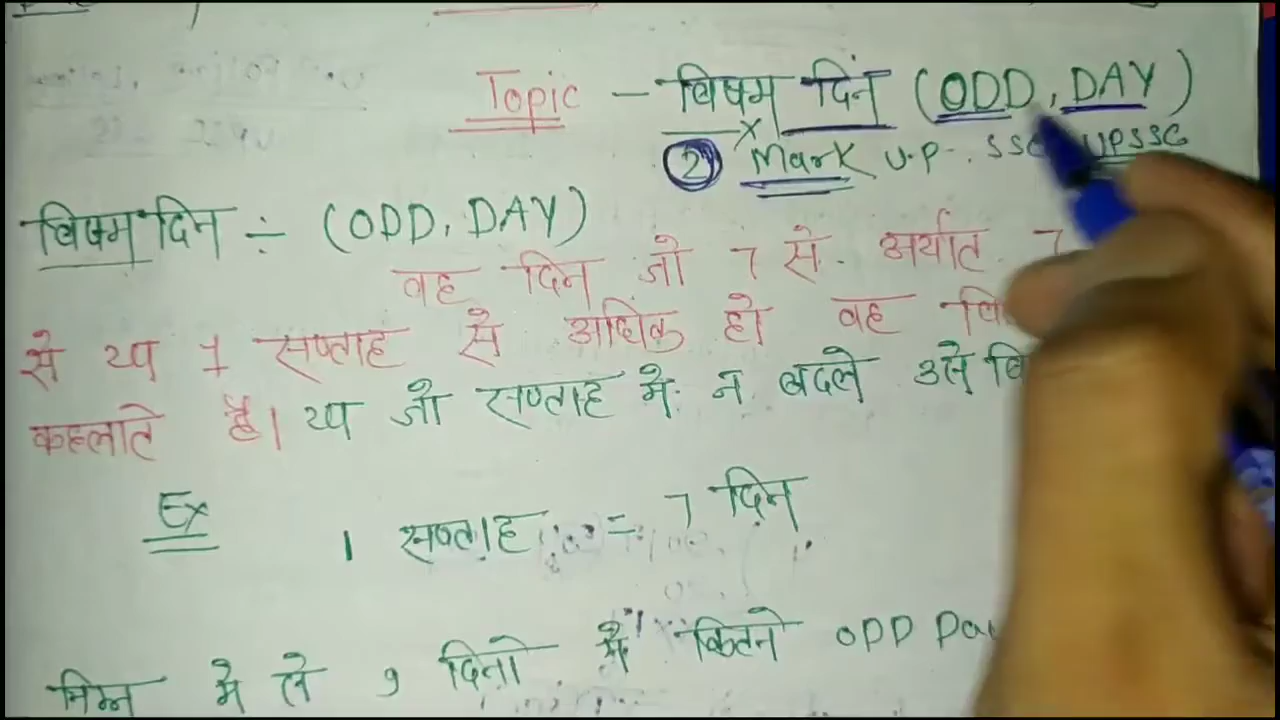 Topic - विषम दिन (ODD, DAY)
2 Mark U.P. SSC UPSSC
विषम दिन ÷ (ODD, DAY)
वह दिन जो 7 से. अर्थात 7
से या 1 सप्ताह से अधिक हो वह
कहलाते हैं। या जो सप्ताह मे न बदले उसे
Ex 1 सप्ताह = 7 दिन
निम्न मे से 9 दिनो मे कितने ODD Day